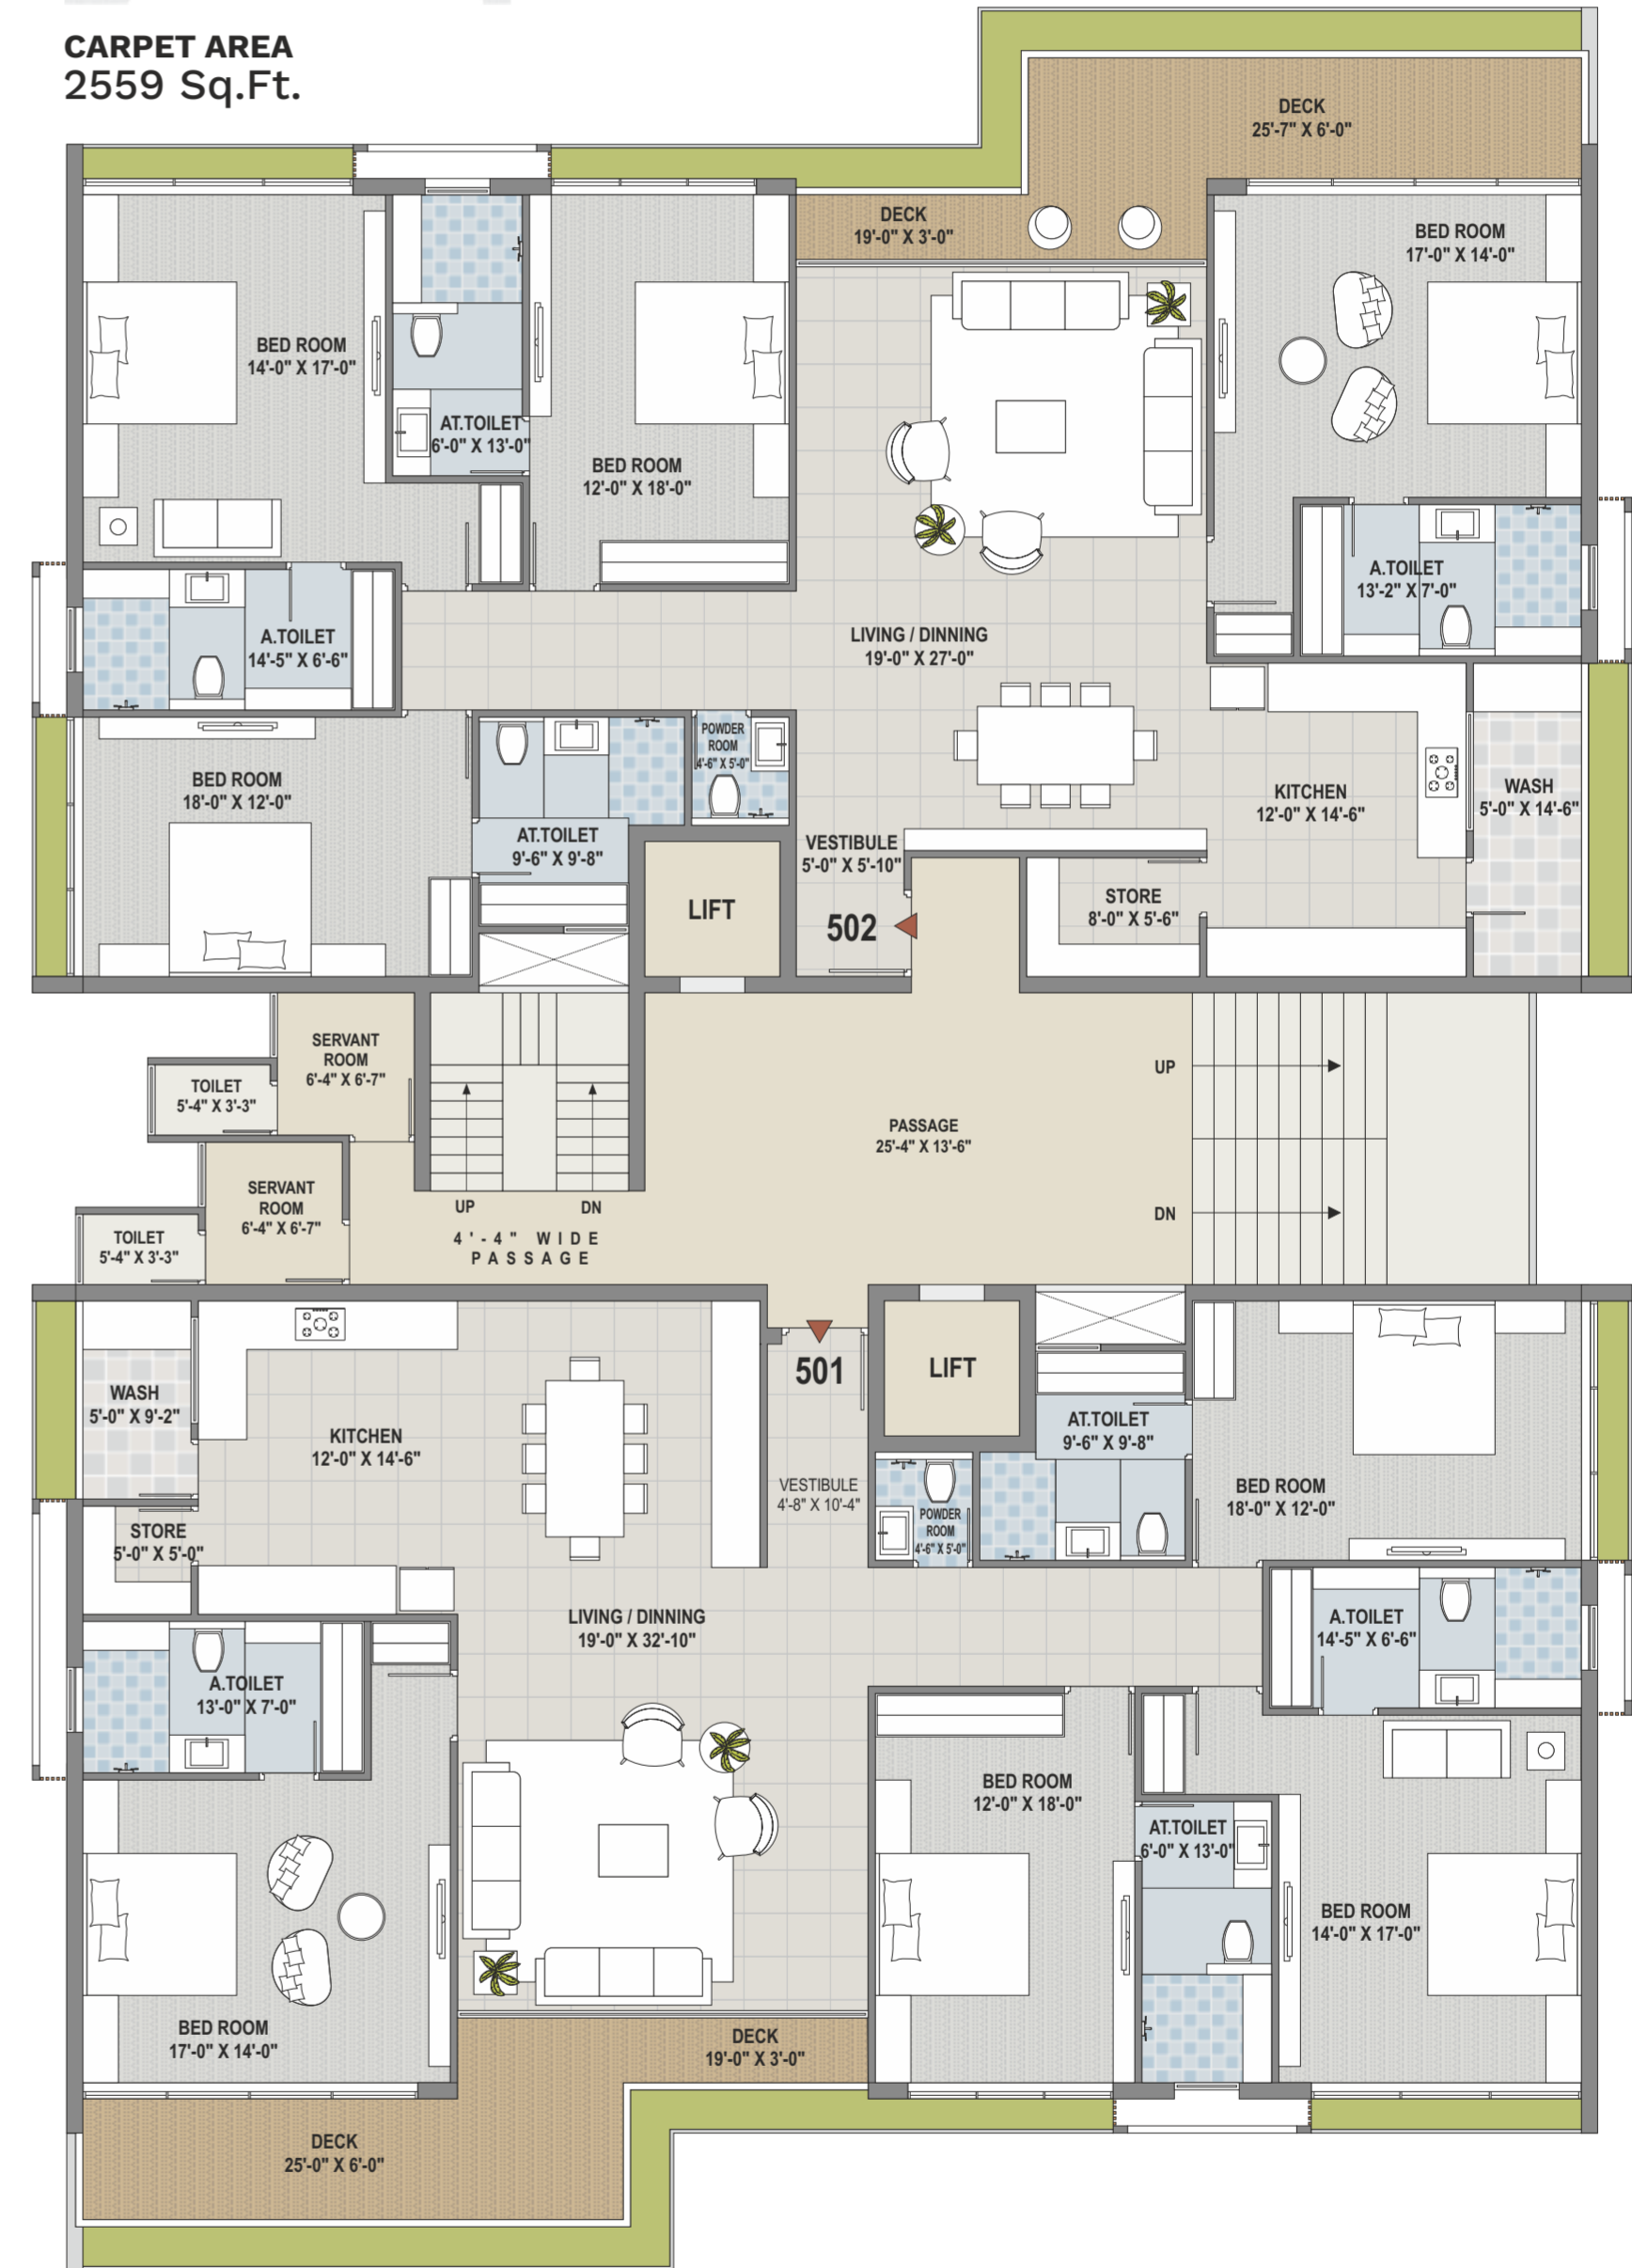 CARPET AREA
2559 Sq.Ft.
DECK
25'-7" X 6'-0"
DECK
19'-0" X 3'-0"
BED ROOM
17'-0" X 14'-0"
BED ROOM
14'-0" X 17'-0"
AT.TOILET
6'-0" X 13'-0"
BED ROOM
12'-0" X 18'-0"
A.TOILET
13'-2" X 7'-0"
A.TOILET
14'-5" X 6'-6"
LIVING / DINNING
19'-0" X 27'-0"
BED ROOM
18'-0" X 12'-0"
POWDER
ROOM
4'-6" X 5'-0"
AT.TOILET
9'-6" X 9'-8"
VESTIBULE
5'-0" X 5'-10"
KITCHEN
12'-0" X 14'-6"
WASH
5'-0" X 14'-6"
LIFT
502
STORE
8'-0" X 5'-6"
SERVANT
ROOM
6'-4" X 6'-7"
TOILET
5'-4" X 3'-3"
UP
PASSAGE
25'-4" X 13'-6"
SERVANT
ROOM
6'-4" X 6'-7"
TOILET
5'-4" X 3'-3"
UP
DN
DN
4'-4" WIDE
PASSAGE
501
LIFT
WASH
5'-0" X 9'-2"
KITCHEN
12'-0" X 14'-6"
AT.TOILET
9'-6" X 9'-8"
VESTIBULE
4'-8" X 10'-4"
BED ROOM
18'-0" X 12'-0"
POWDER
ROOM
4'-6" X 5'-0"
STORE
5'-0" X 5'-0"
LIVING / DINNING
19'-0" X 32'-10"
A.TOILET
14'-5" X 6'-6"
A.TOILET
13'-0" X 7'-0"
BED ROOM
12'-0" X 18'-0"
AT.TOILET
6'-0" X 13'-0"
BED ROOM
14'-0" X 17'-0"
BED ROOM
17'-0" X 14'-0"
DECK
19'-0" X 3'-0"
DECK
25'-0" X 6'-0"